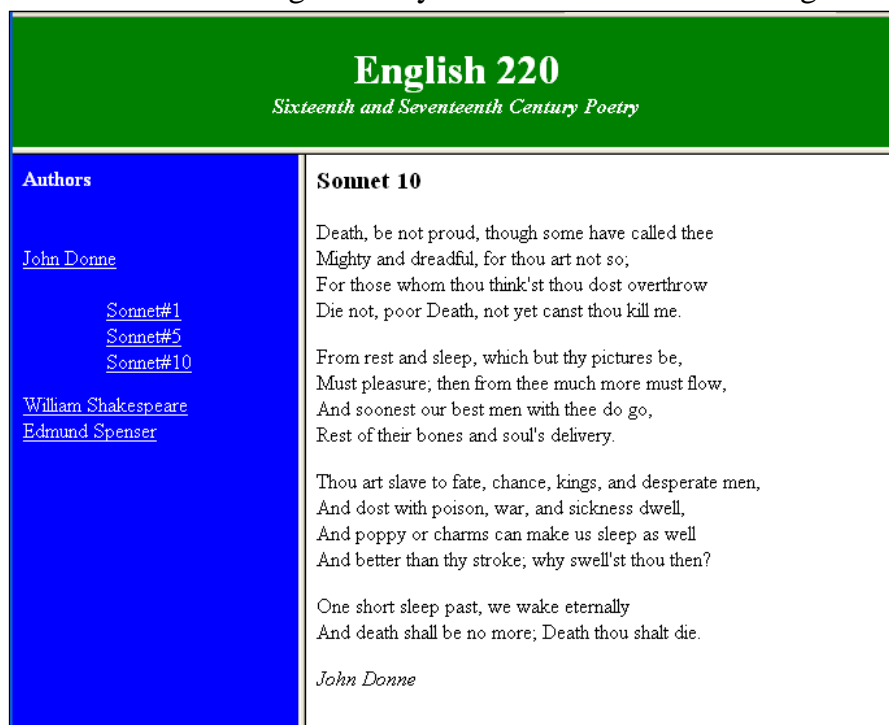 English 220
Sixteenth and Seventeenth Century Poetry
Authors
John Donne
Sonnet#1
Sonnet#5
Sonnet#10
William Shakespeare
Edmund Spenser
Sonnet 10
Death, be not proud, though some have called thee
Mighty and dreadful, for thou art not so;
For those whom thou think'st thou dost overthrow
Die not, poor Death, not yet canst thou kill me.
From rest and sleep, which but thy pictures be,
Must pleasure; then from thee much more must flow,
And soonest our best men with thee do go,
Rest of their bones and soul's delivery.
Thou art slave to fate, chance, kings, and desperate men,
And dost with poison, war, and sickness dwell,
And poppy or charms can make us sleep as well
And better than thy stroke; why swell'st thou then?
One short sleep past, we wake eternally
And death shall be no more; Death thou shalt die.
John Donne